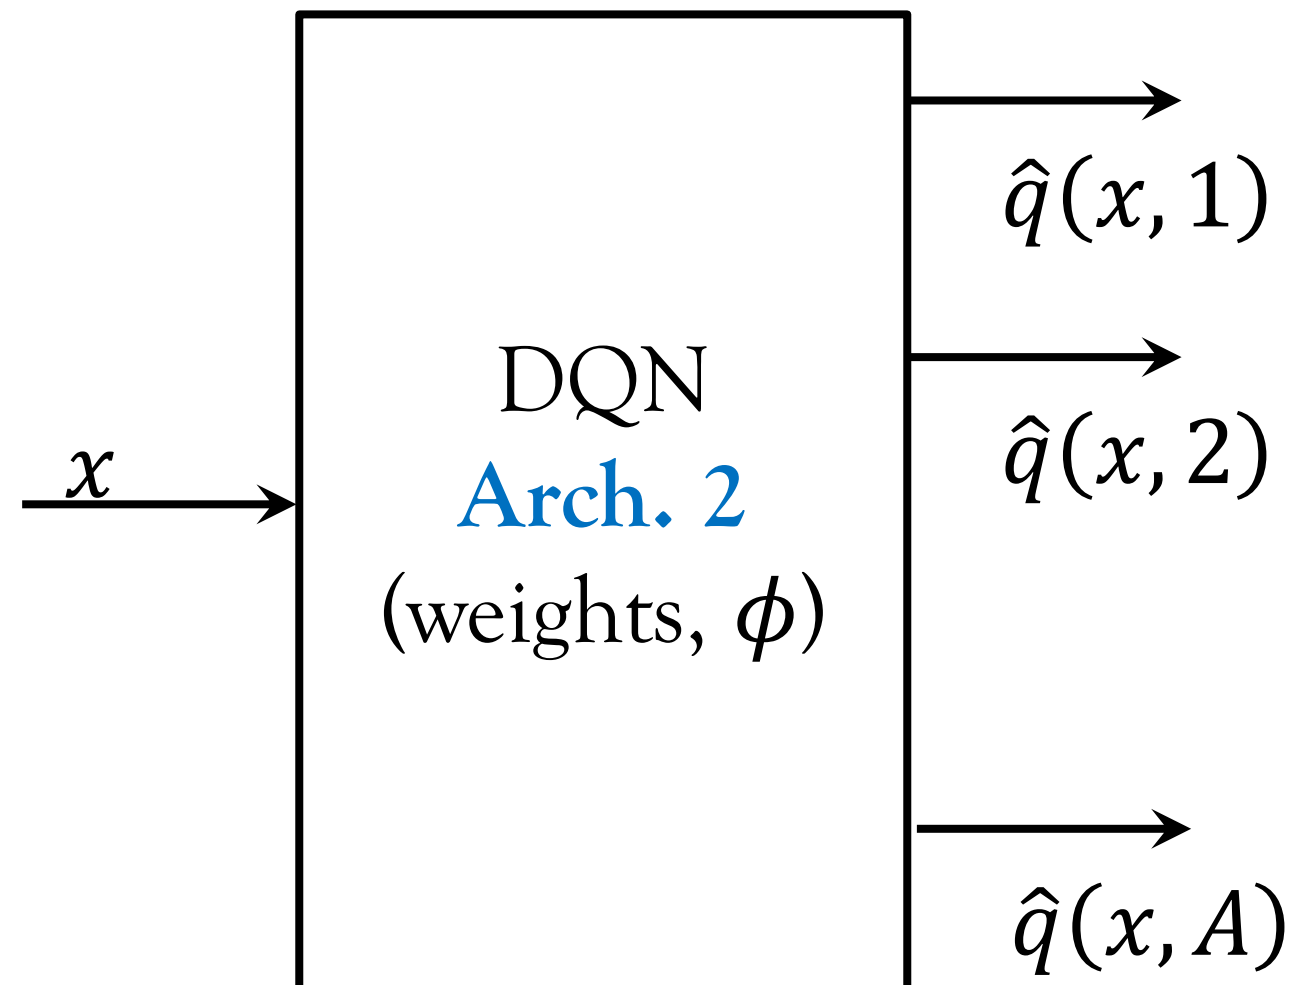 q̂(x, 1)
DQN
q̂(x, 2)
x
Arch. 2
(weights, ϕ)
q̂(x, A)